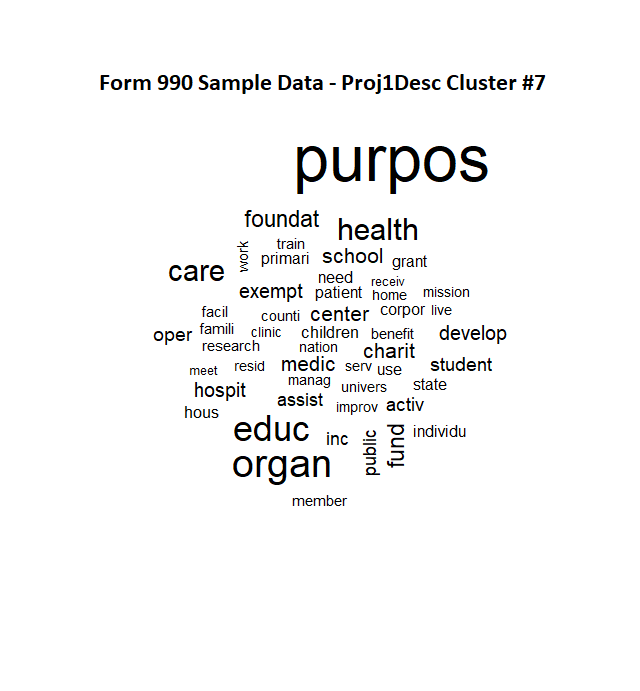 Form 990 Sample Data - Proj1Desc Cluster #7
purpos
foundat
health
work
train
primari
school
grant
care
need
receiv
exempt
patient
home
mission
facil
counti
center
corpor
live
oper
famili
clinic
children
benefit
develop
research
nation
charit
meet
resid
medic
serv
use
student
manag
univers
state
hospit
assist
improv
activ
hous
educ
inc
public
fund
individu
organ
member